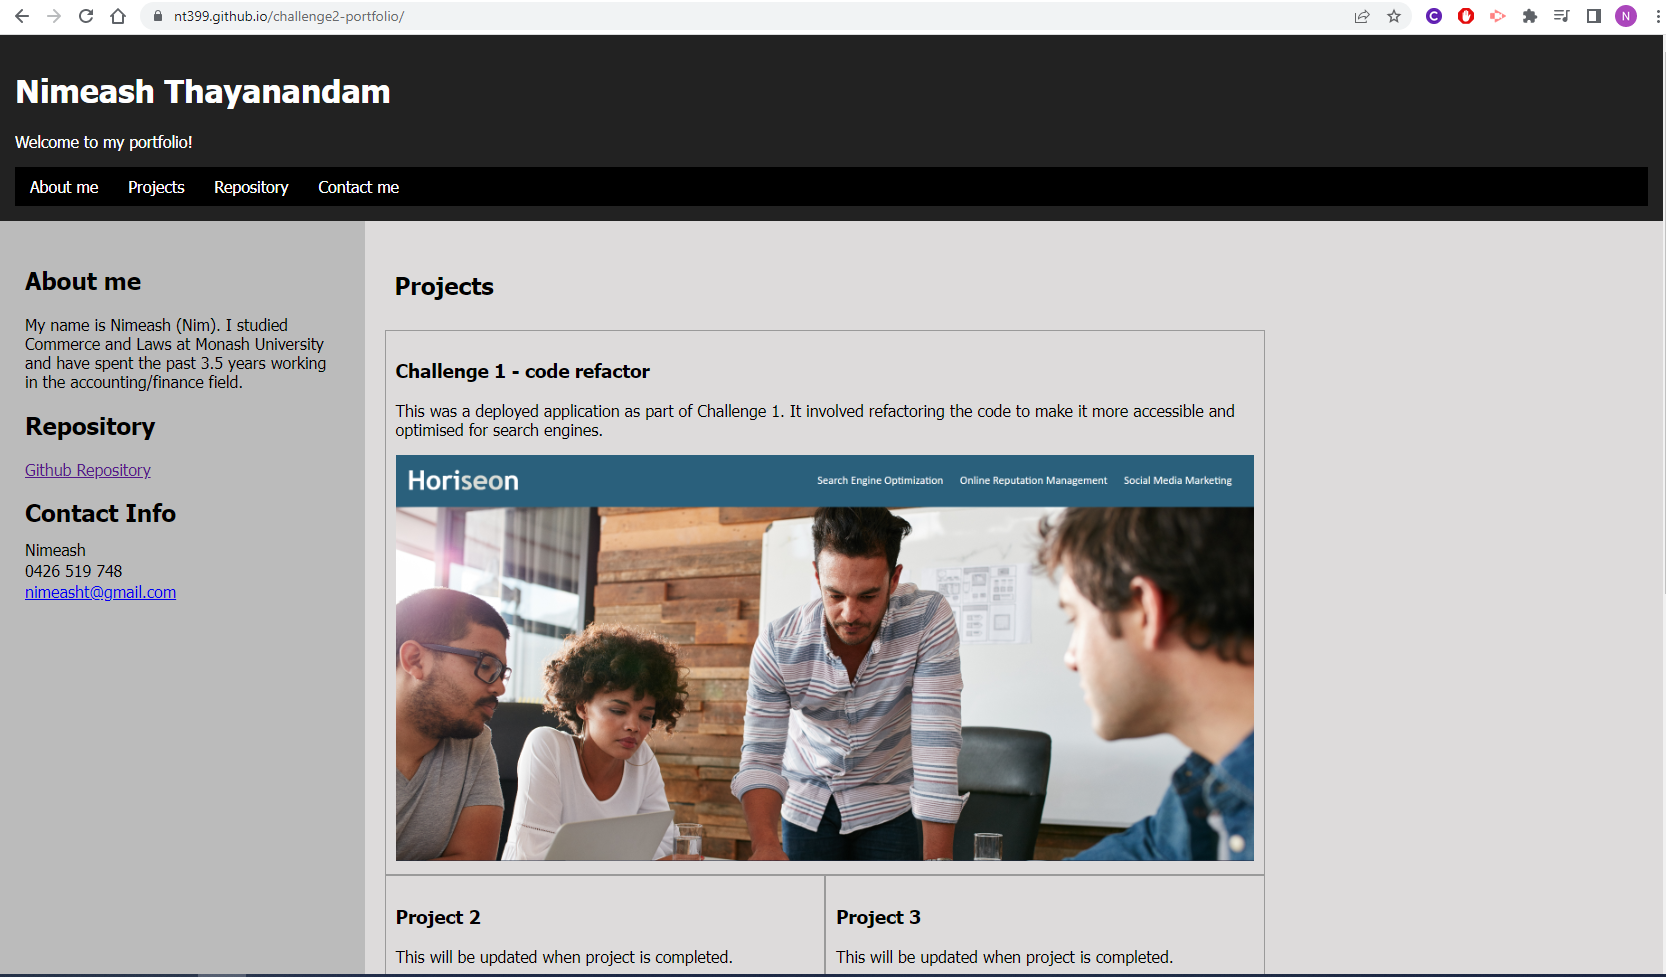 nt399.github.io/challenge2-portfolio/
N
Nimeash Thayanandam
Welcome to my portfolio!
About me Projects Repository Contact me
About me
My name is Nimeash (Nim). I studied
Commerce and Laws at Monash University
and have spent the past 3.5 years working
in the accounting/finance field.
Repository
Github Repository
Contact Info
Nimeash
0426 519 748
nimeasht@gmail.com
Projects
Challenge 1 - code refactor
This was a deployed application as part of Challenge 1. It involved refactoring the code to make it more accessible and
optimised for search engines.
Horiseon Search Engine Optimization Online Reputation Management Social Media Marketing
Project 2
This will be updated when project is completed.
Project 3
This will be updated when project is completed.